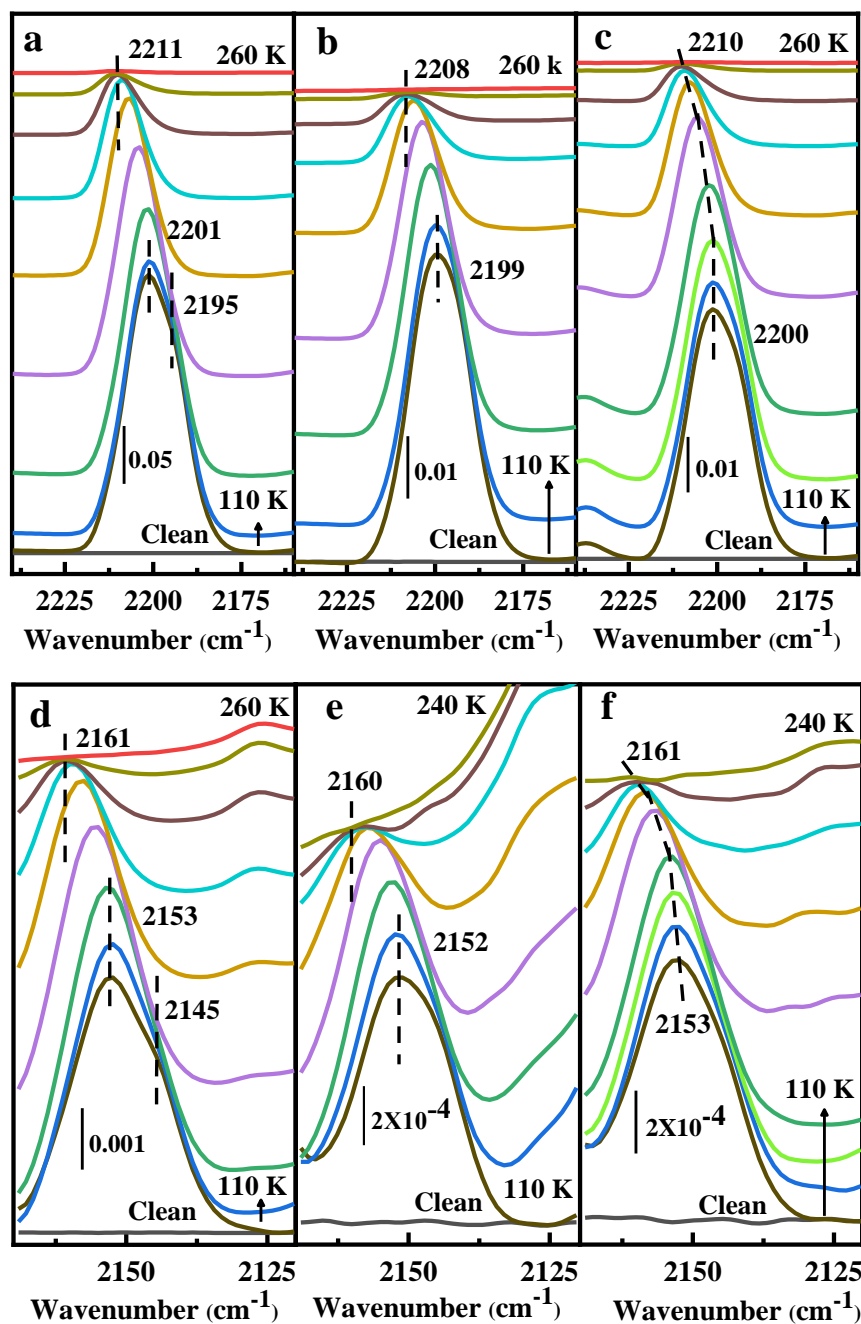 a
2211
260 K
2201
2195
0.05
110 K
Clean
2225 2200 2175
Wavenumber (cm⁻¹)
b
2208
260 k
2199
0.01
110 K
Clean
2225 2200 2175
Wavenumber (cm⁻¹)
c
2210
260 K
2200
0.01
110 K
Clean
2225 2200 2175
Wavenumber (cm⁻¹)
d
2161
260 K
2153
2145
0.001
110 K
Clean
2150 2125
Wavenumber (cm⁻¹)
e
240 K
2160
2152
2X10⁻⁴
110 K
Clean
2150 2125
Wavenumber (cm⁻¹)
f
240 K
2161
2153
2X10⁻⁴
110 K
Clean
2150 2125
Wavenumber (cm⁻¹)